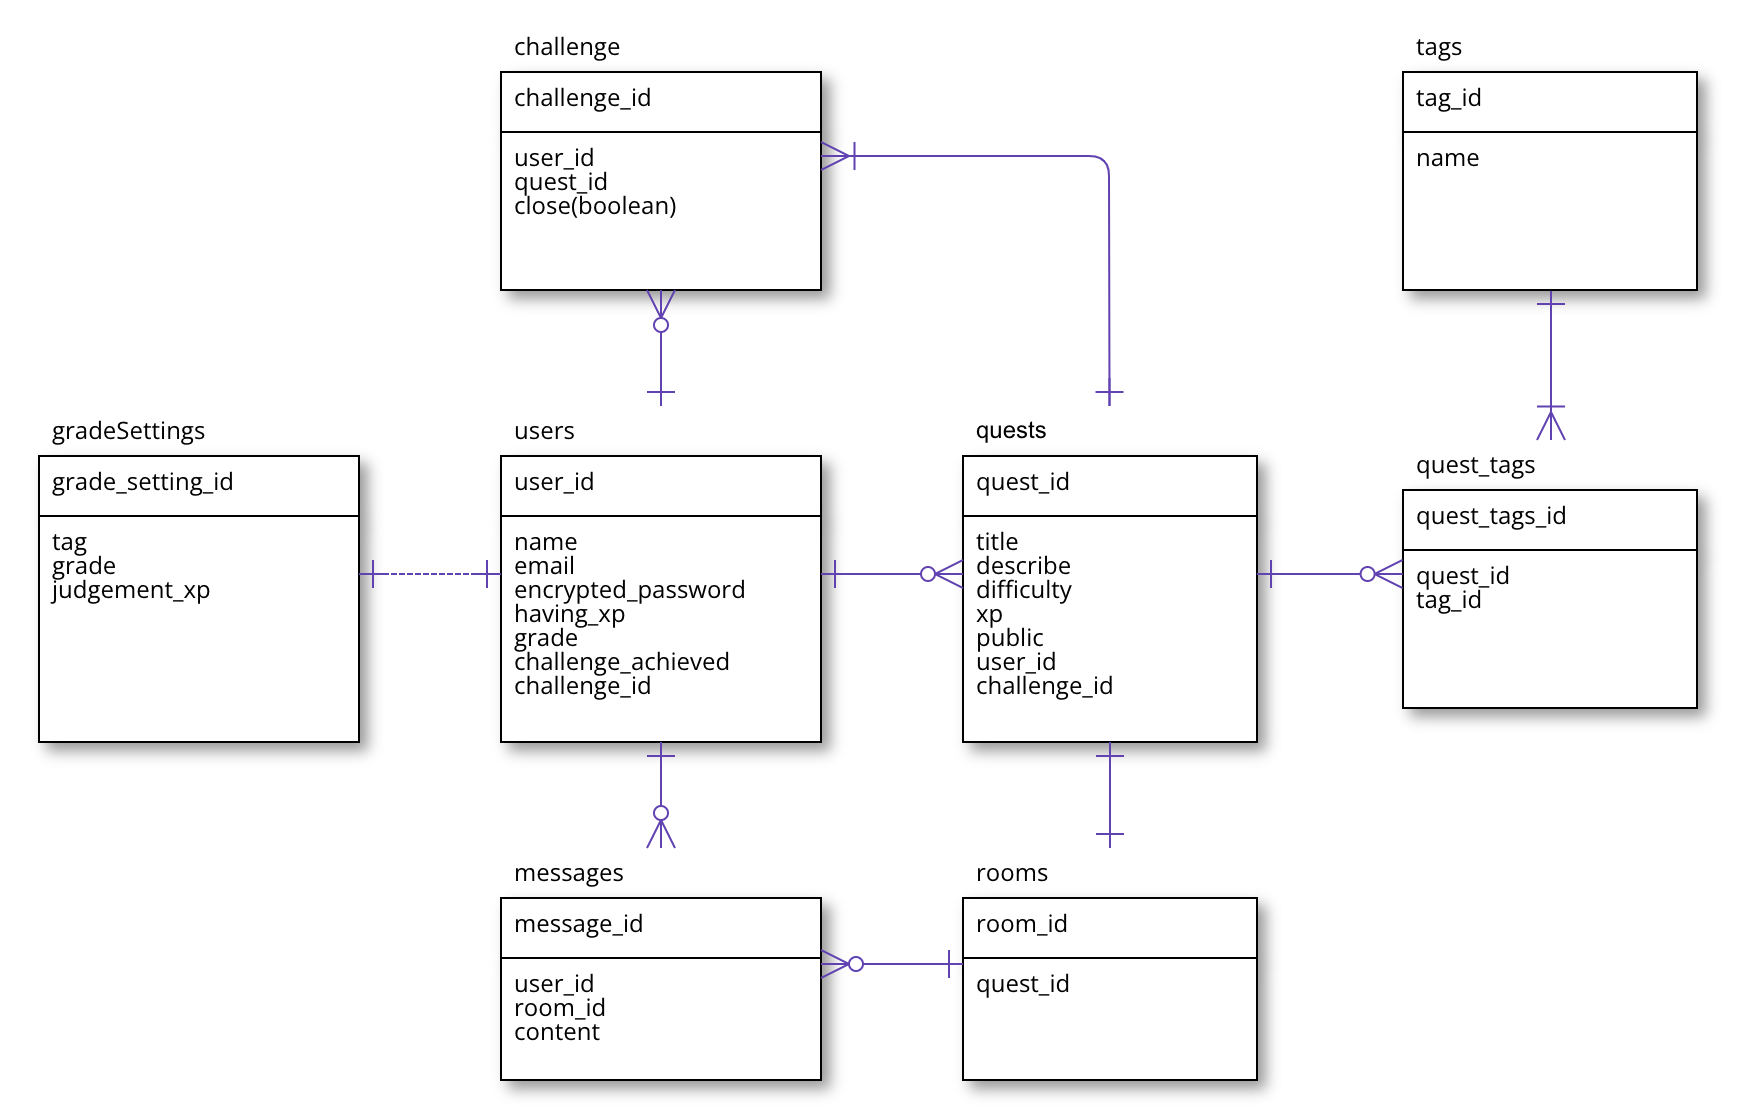 challenge
challenge_id
user_id
quest_id
close(boolean)
tags
tag_id
name
gradeSettings
grade_setting_id
tag
grade
judgement_xp
users
user_id
name
email
encrypted_password
having_xp
grade
challenge_achieved
challenge_id
quests
quest_id
title
describe
difficulty
xp
public
user_id
challenge_id
quest_tags
quest_tags_id
quest_id
tag_id
messages
message_id
user_id
room_id
content
rooms
room_id
quest_id